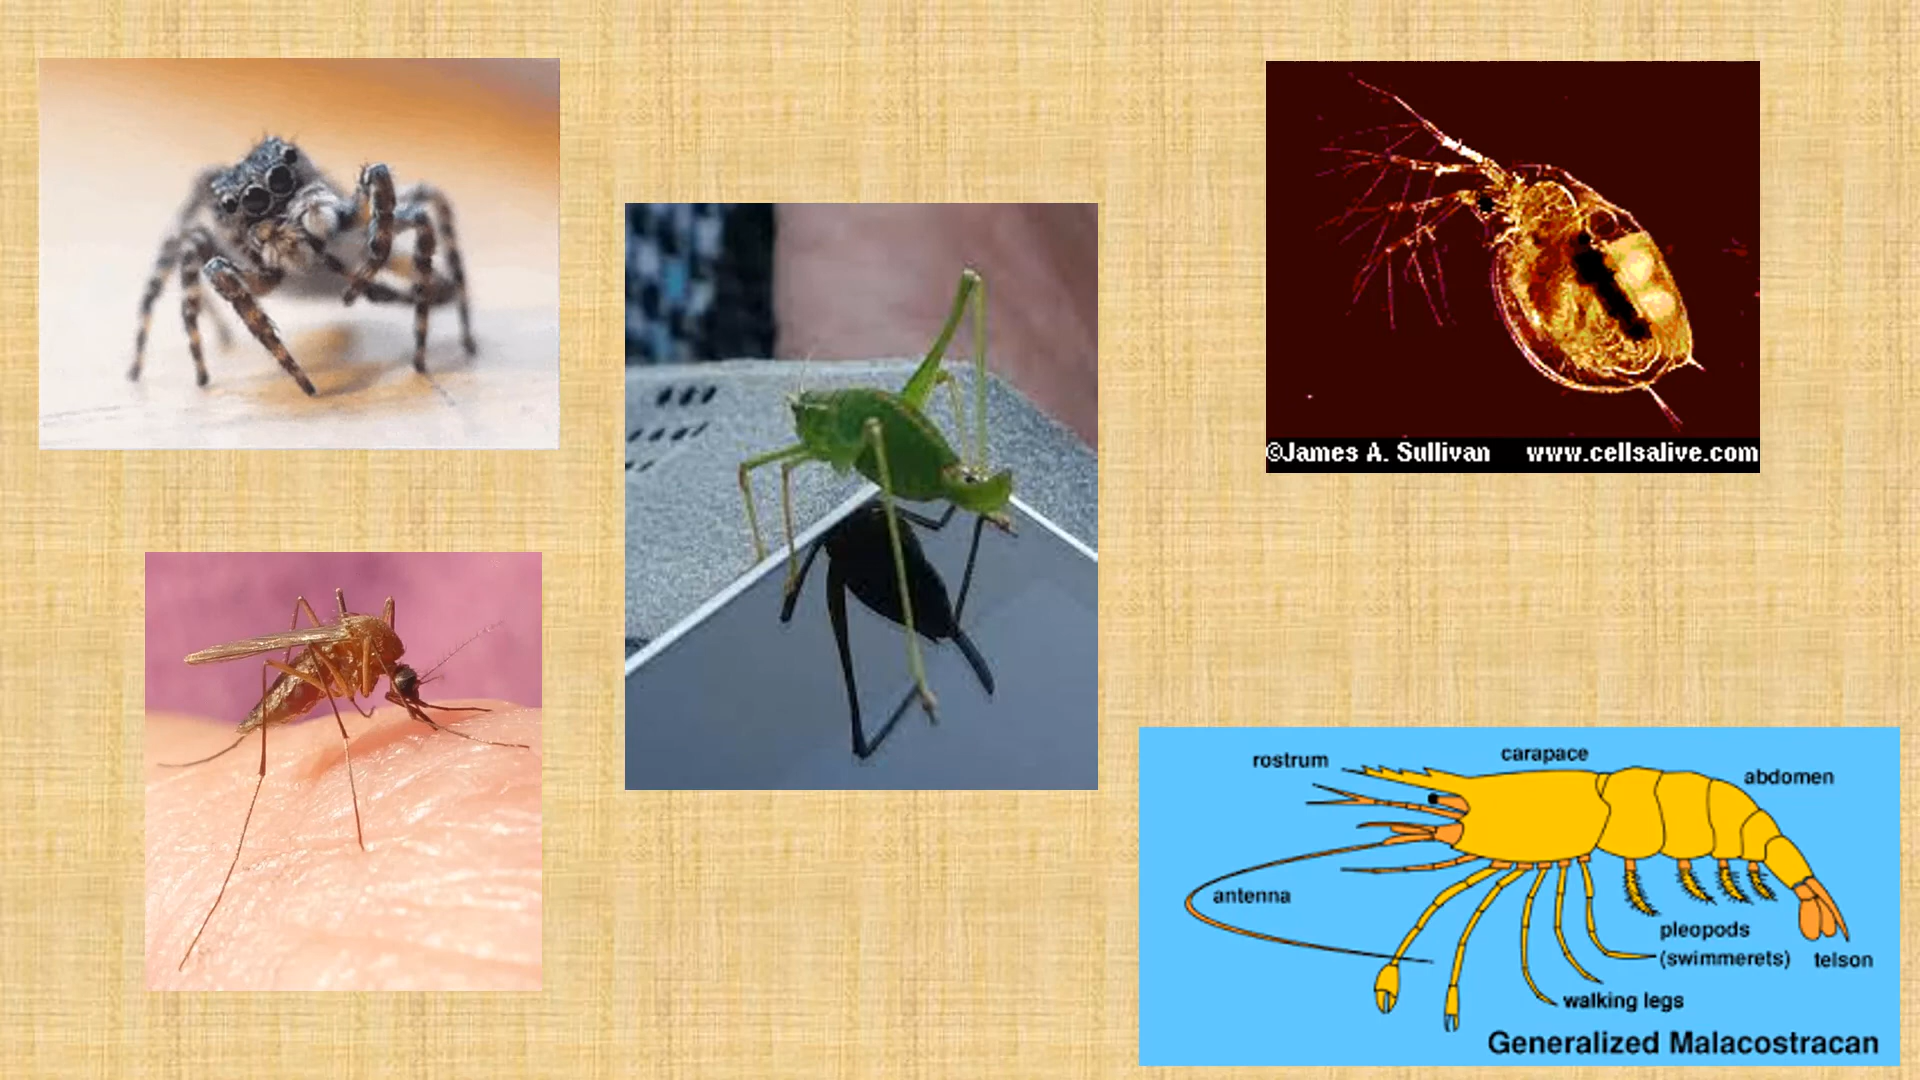 ©James A. Sullivan www.cellsalive.com
rostrum
carapace
abdomen
antenna
pleopods
(swimmerets)
telson
walking legs
Generalized Malacostracan